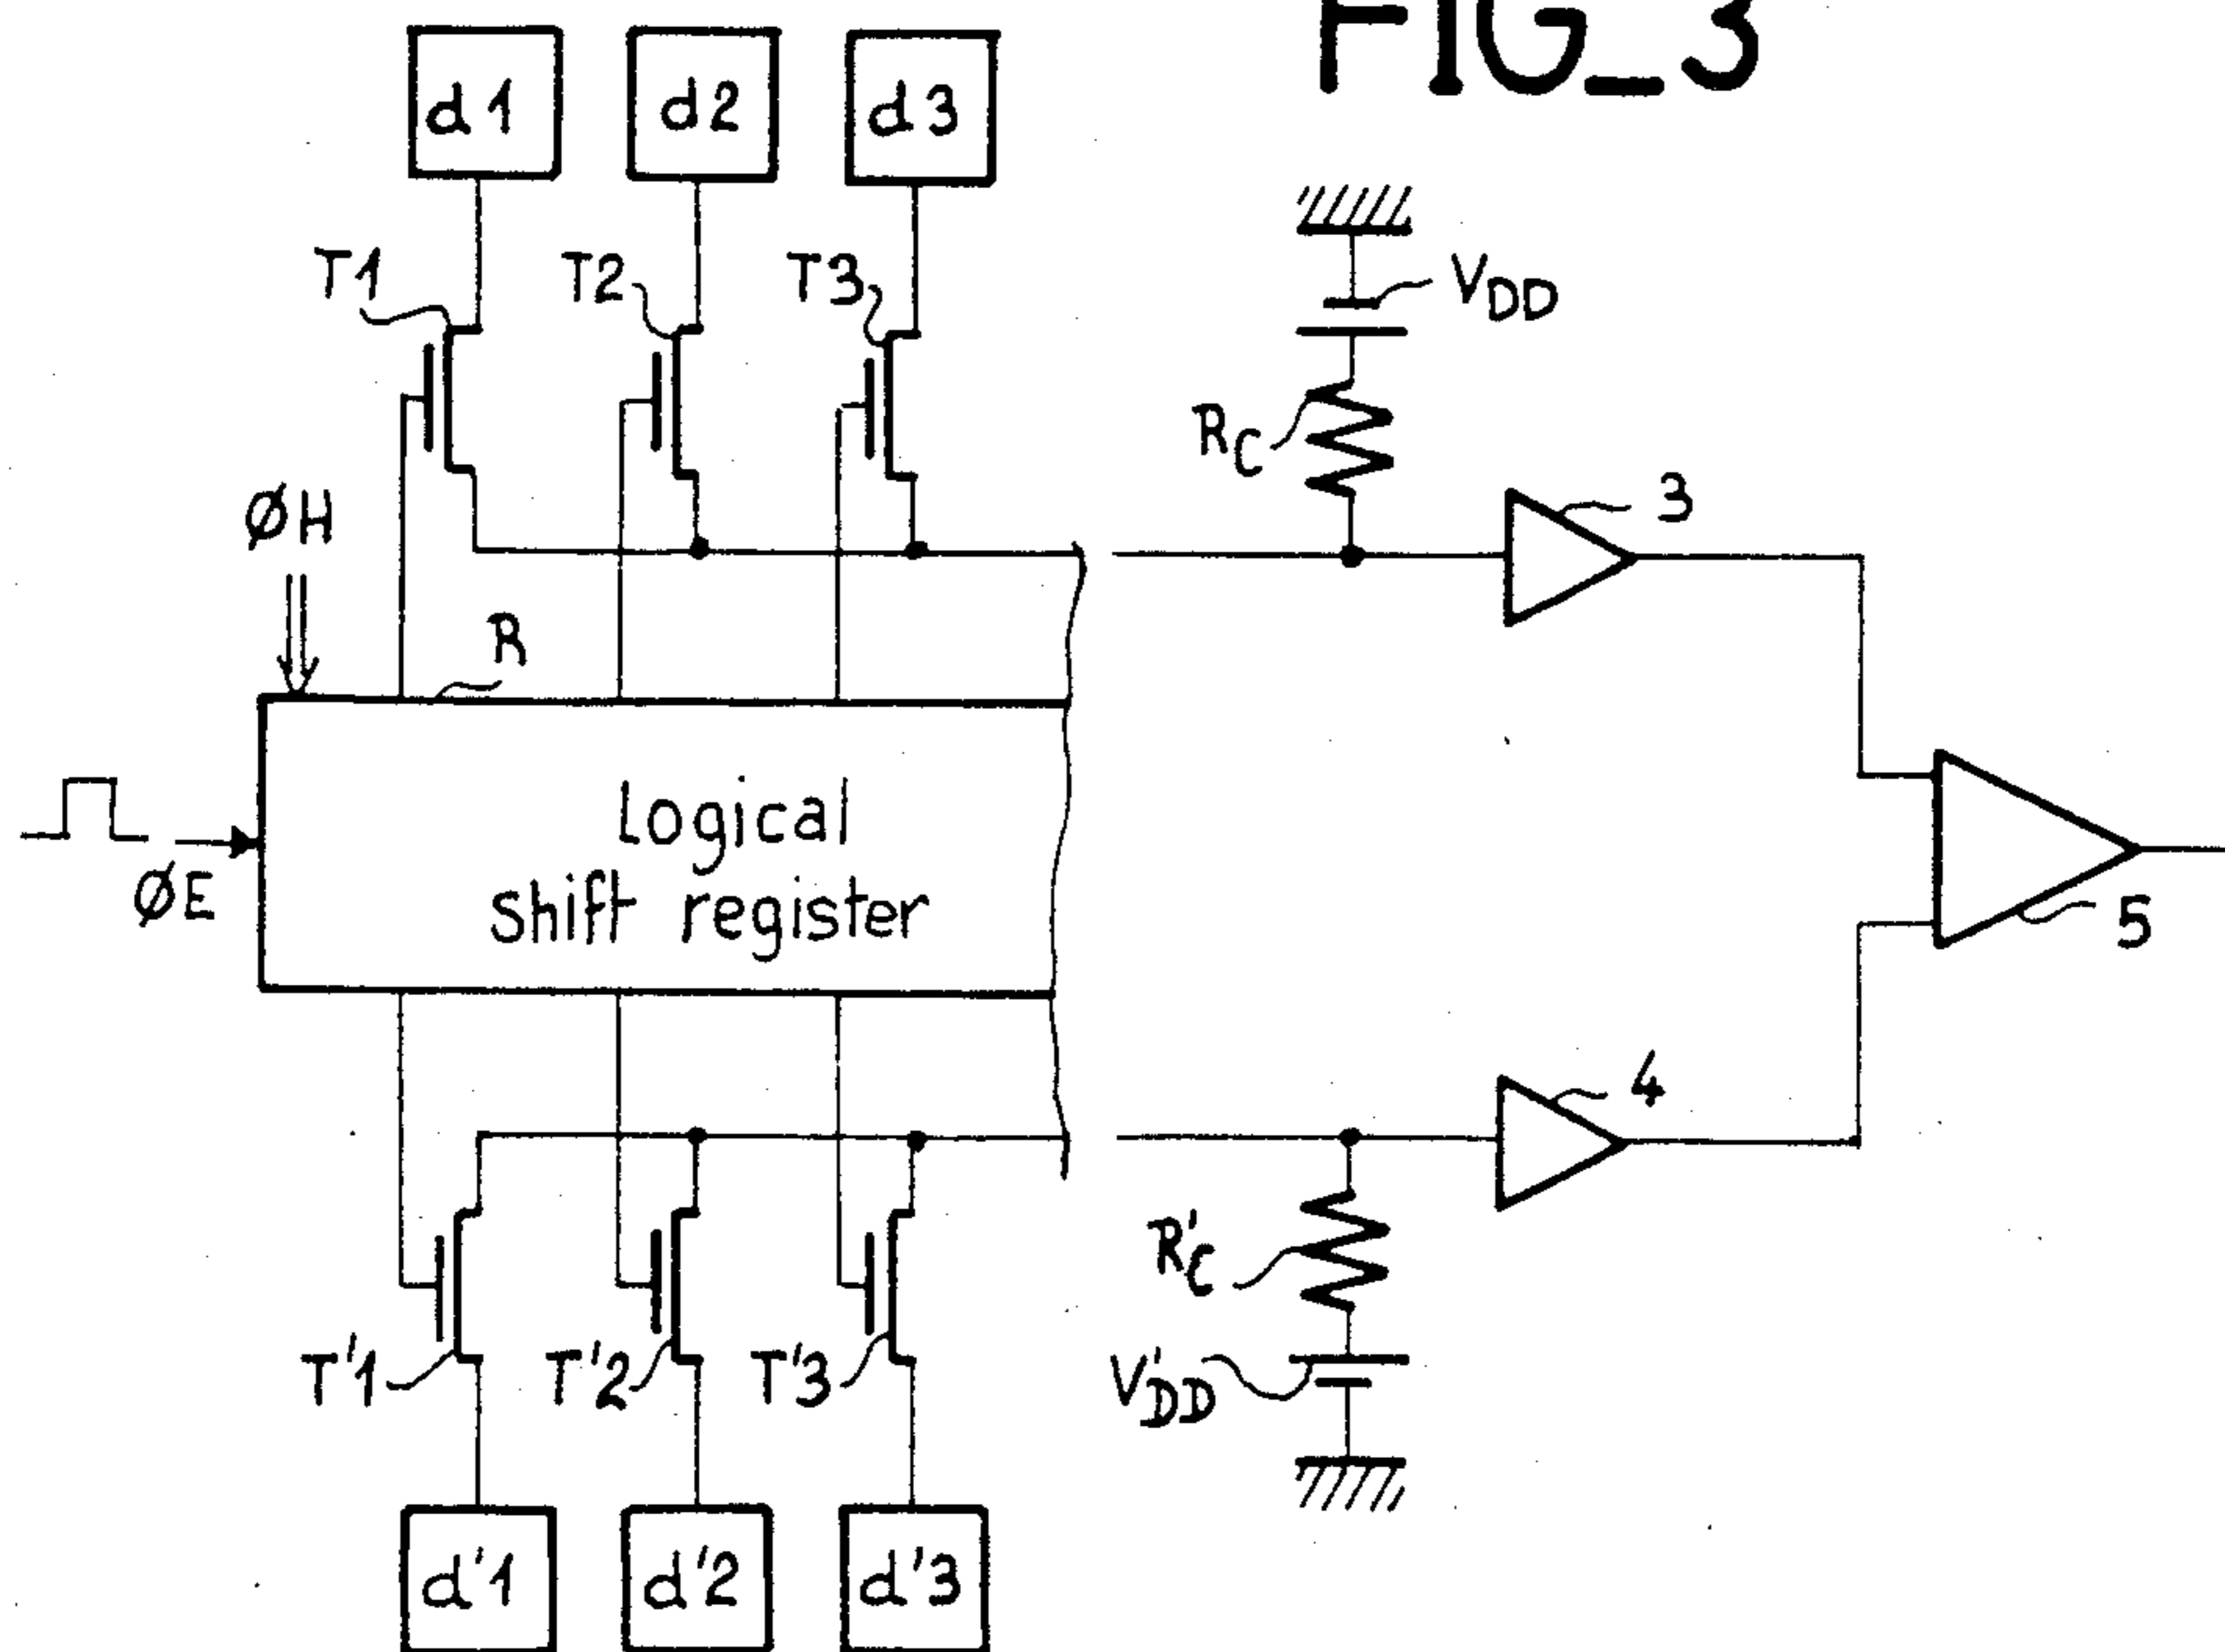 FIG_3
d1
d2
d3
T1
T2
T3
VDD
RC
3
ØH
R
Logical
shift register
ØE
5
4
R'C
T'1
T'2
T'3
V'DD
d'1
d'2
d'3